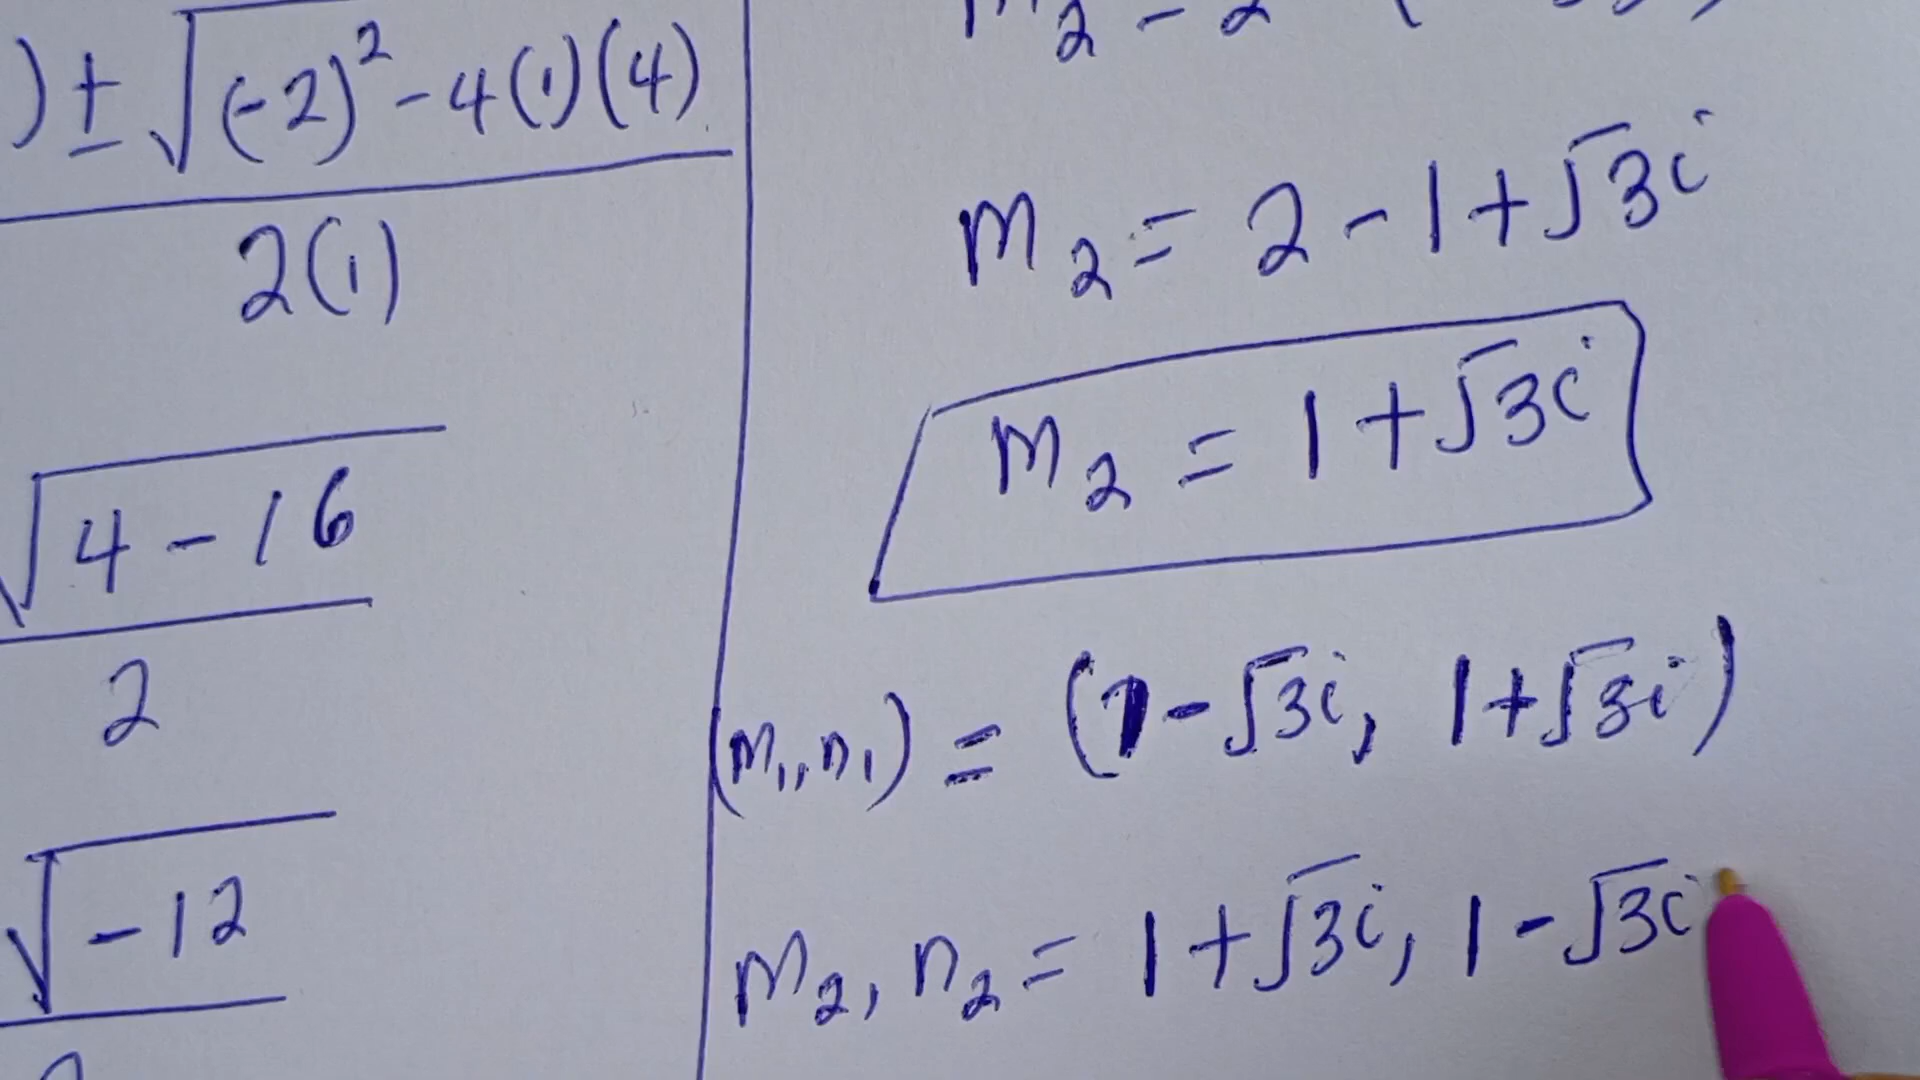 ) ± √(-2)² - 4(1)(4)
2(1)
√4 - 16
2
√-12
m₂ = 2 - 1 + √3i
m₂ = 1 + √3i
(m₁, n₁) = (1 - √3i, 1 + √3i)
m₂, n₂ = 1 + √3i, 1 - √3i